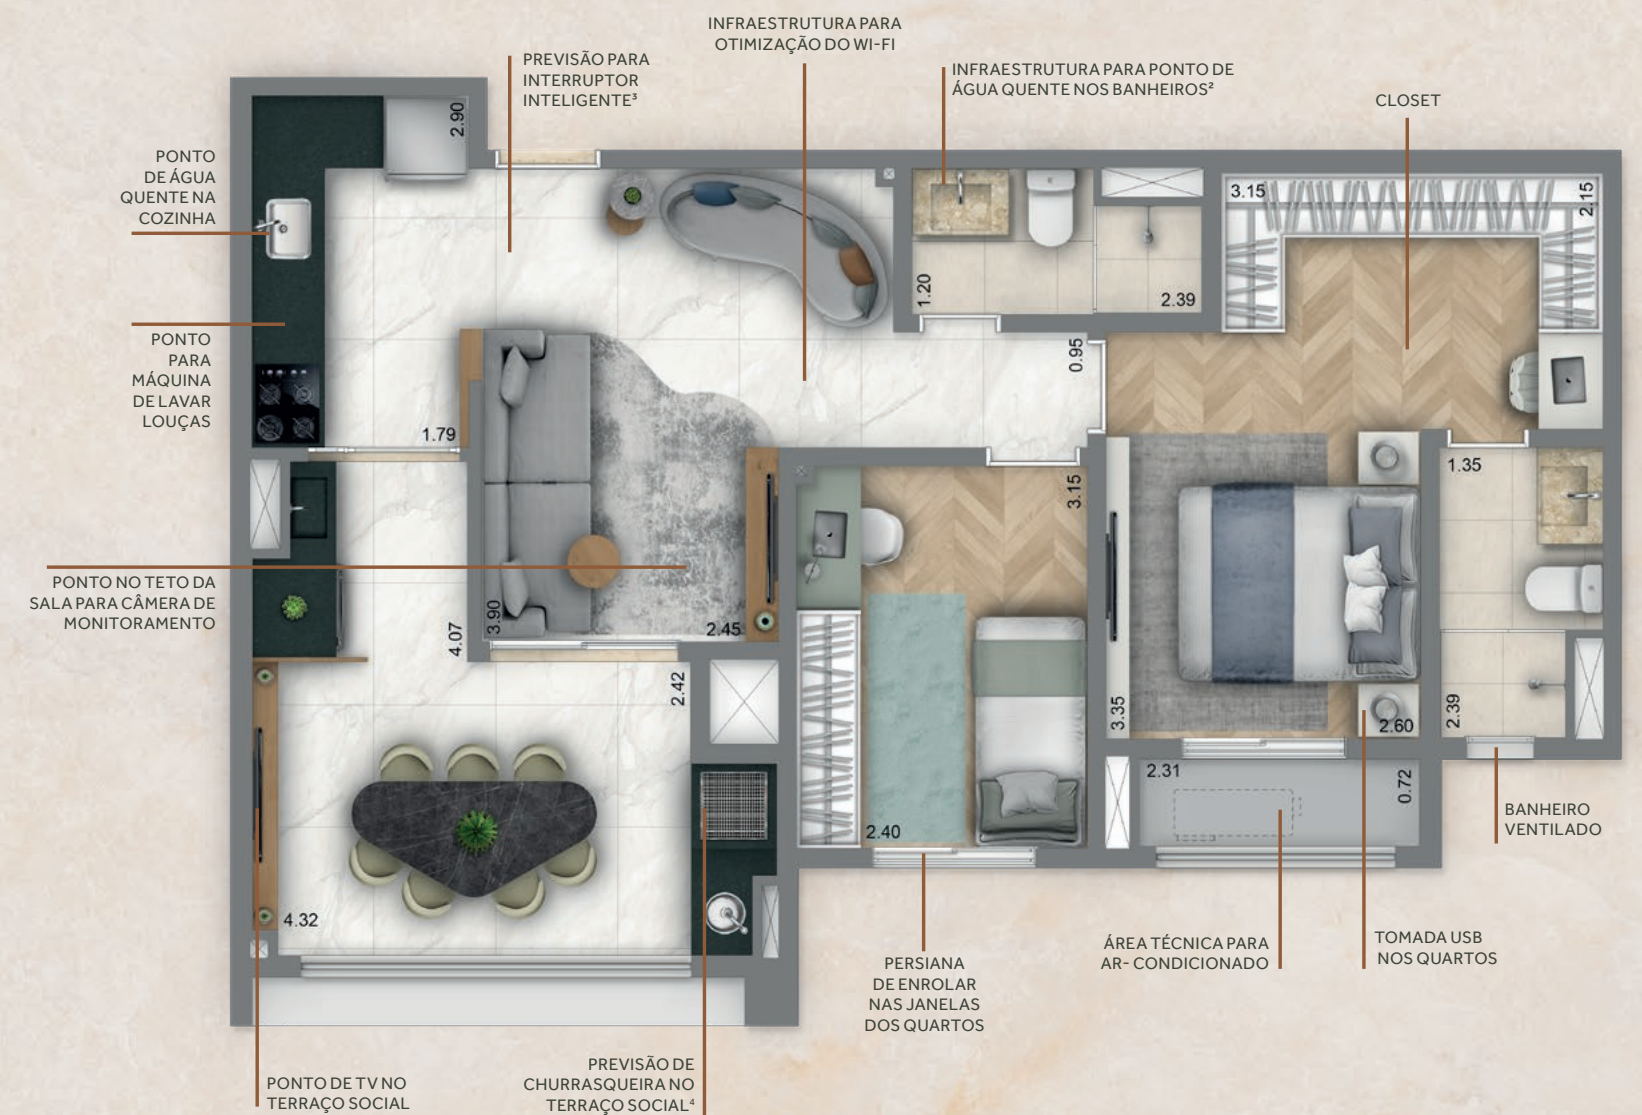 INFRAESTRUTURA PARA
OTIMIZAÇÃO DO WI-FI
PREVISÃO PARA
INTERRUPTOR
INTELIGENTE³
INFRAESTRUTURA PARA PONTO DE
ÁGUA QUENTE NOS BANHEIROS²
CLOSET
2.90
PONTO
DE ÁGUA
QUENTE NA
COZINHA
3.15
2.15
1.20
2.39
PONTO
PARA
MÁQUINA
DE LAVAR
LOUÇAS
0.95
1.79
1.35
3.15
PONTO NO TETO DA
SALA PARA CÂMERA DE
MONITORAMENTO
3.90
2.45
4.07
2.42
3.35
2.60
2.39
2.31
0.72
2.40
BANHEIRO
VENTILADO
4.32
PERSIANA
DE ENROLAR
NAS JANELAS
DOS QUARTOS
ÁREA TÉCNICA PARA
AR- CONDICIONADO
TOMADA USB
NOS QUARTOS
PONTO DE TV NO
TERRAÇO SOCIAL
PREVISÃO DE
CHURRASQUEIRA NO
TERRAÇO SOCIAL⁴